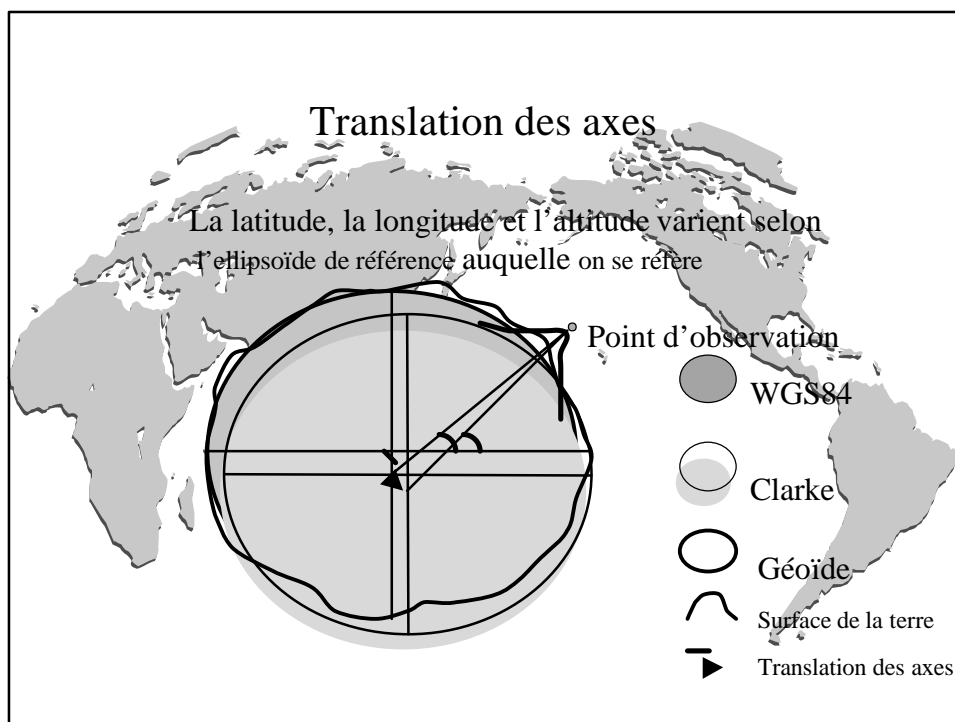 Translation des axes
La latitude, la longitude et l’altitude varient selon
l’ellipsoïde de référence auquelle on se réfère
Point d’observation
WGS84
Clarke
Géoïde
Surface de la terre
Translation des axes